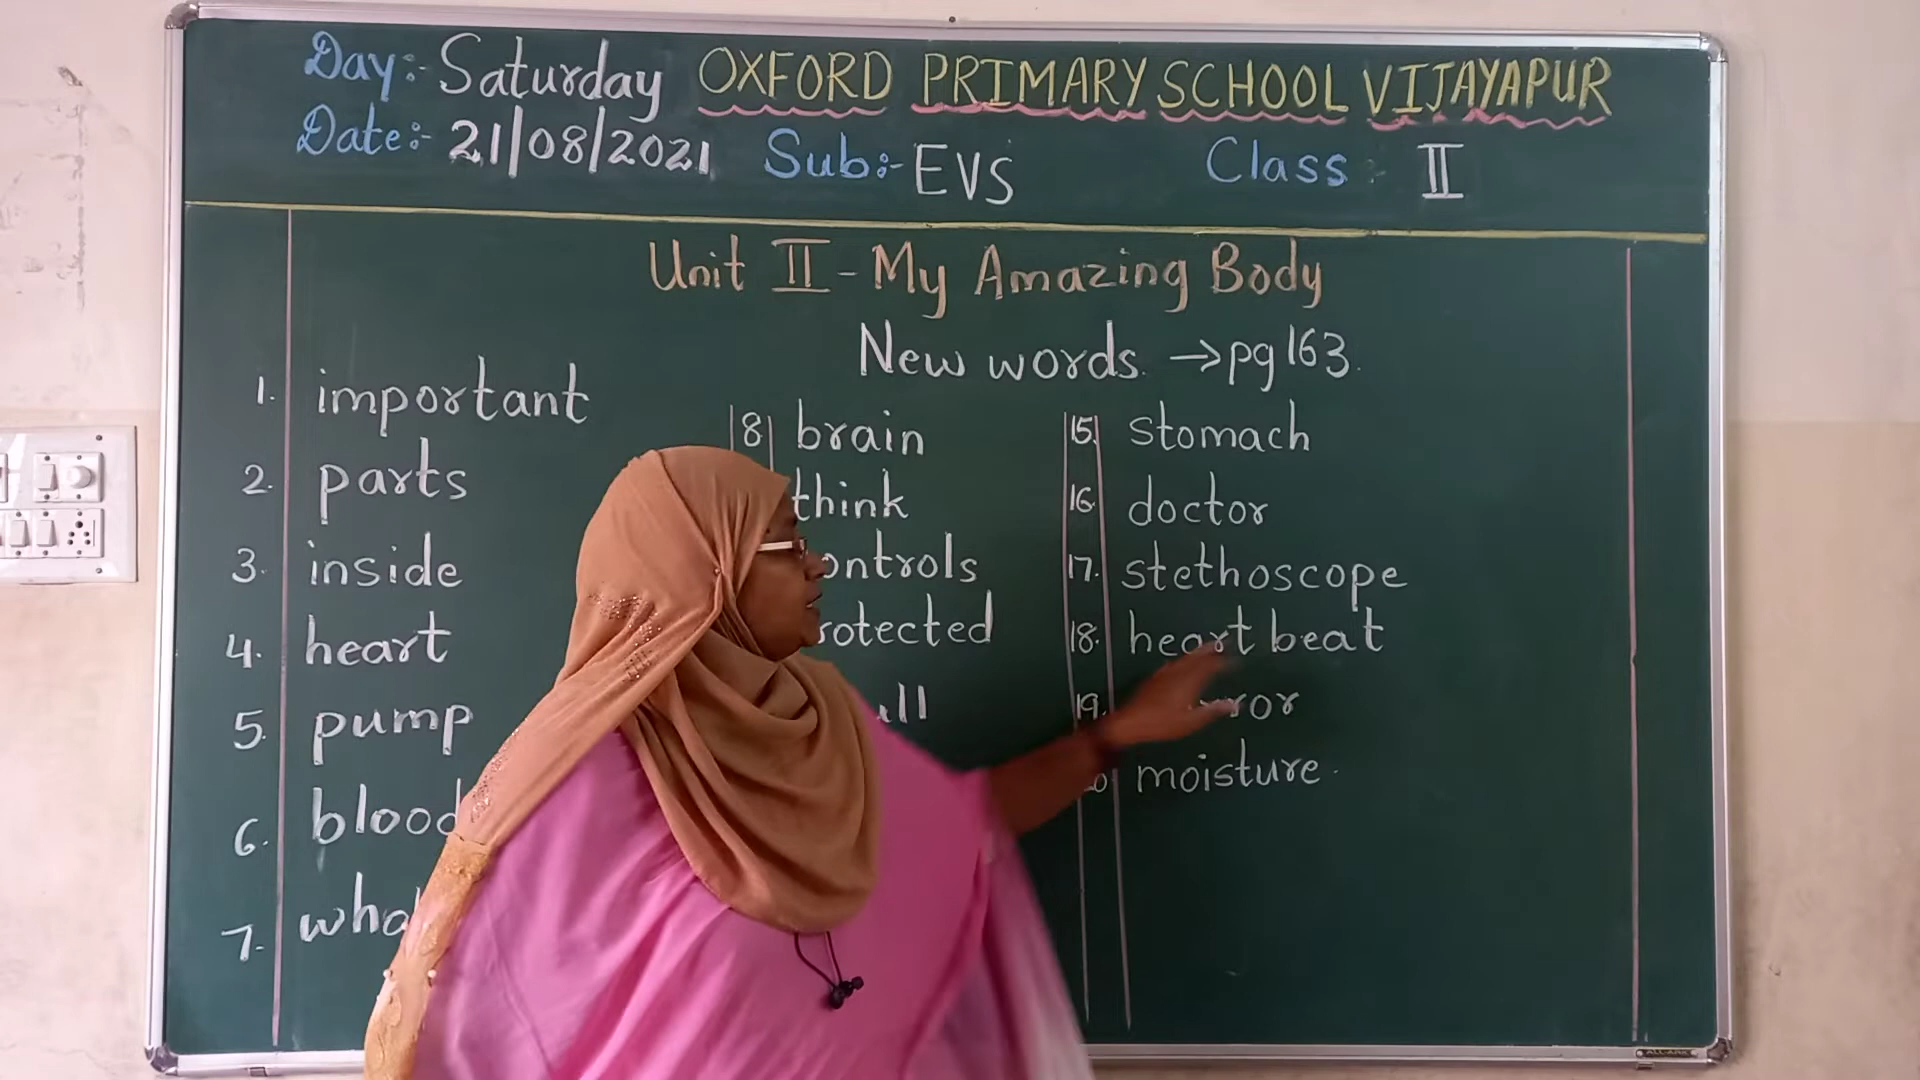 Day:- Saturday OXFORD PRIMARY SCHOOL VIJAYAPUR
Date:- 21/08/2021 Sub:- EVS Class: II
Unit II - My Amazing Body
New words → pg 163.
1. important
2. parts
3. inside
4. heart
5. pump
6. blood
7.
8 brain
think
15. stomach
16. doctor
17. stethoscope
18. heart beat
19.
moisture.